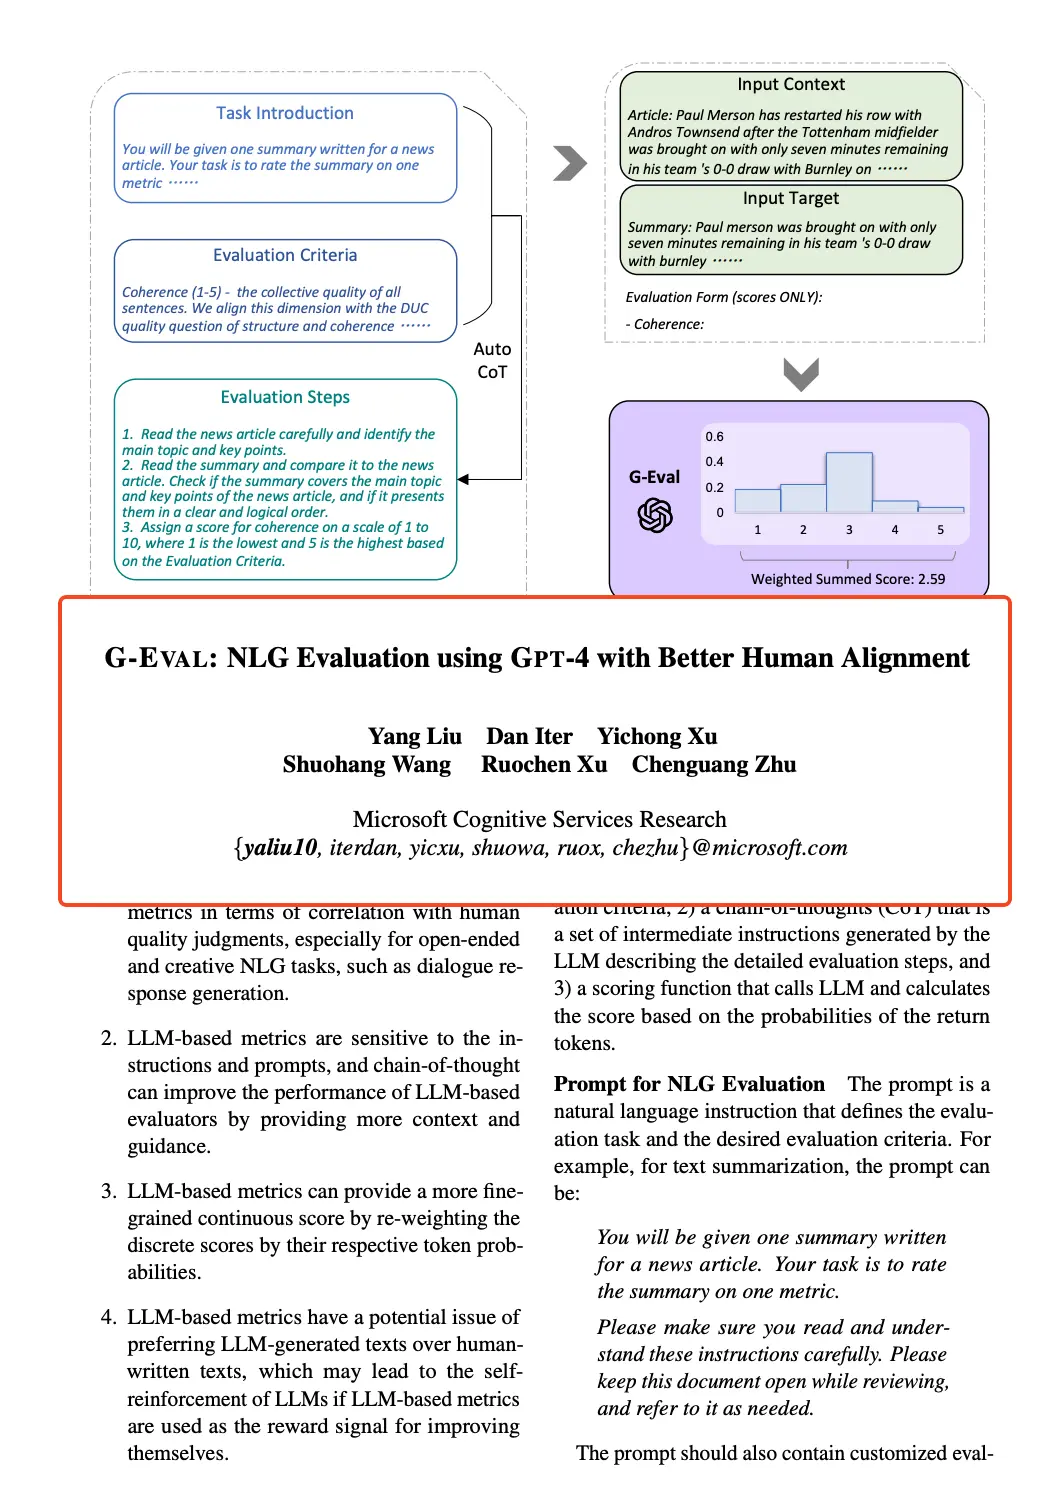 Task Introduction
You will be given one summary written for a news
article. Your task is to rate the summary on one
metric ······
Evaluation Criteria
Coherence (1-5) - the collective quality of all
sentences. We align this dimension with the DUC
quality question of structure and coherence ······
Auto
CoT
Evaluation Steps
1. Read the news article carefully and identify the
main topic and key points.
2. Read the summary and compare it to the news
article. Check if the summary covers the main topic
and key points of the news article, and if it presents
them in a clear and logical order.
3. Assign a score for coherence on a scale of 1 to
10, where 1 is the lowest and 5 is the highest based
on the Evaluation Criteria.
Input Context
Article: Paul Merson has restarted his row with
Andros Townsend after the Tottenham midfielder
was brought on with only seven minutes remaining
in his team 's 0-0 draw with Burnley on ······
Input Target
Summary: Paul merson was brought on with only
seven minutes remaining in his team 's 0-0 draw
with burnley ······
Evaluation Form (scores ONLY):
- Coherence:
G-Eval
0.6
0.4
0.2
0
1 2 3 4 5
Weighted Summed Score: 2.59
G-EVAL: NLG Evaluation using GPT-4 with Better Human Alignment
Yang Liu Dan Iter Yichong Xu
Shuohang Wang Ruochen Xu Chenguang Zhu
Microsoft Cognitive Services Research
{yaliu10, iterdan, yicxu, shuowa, ruox, chezhu}@microsoft.com
metrics in terms of correlation with human
quality judgments, especially for open-ended
and creative NLG tasks, such as dialogue re-
sponse generation.
2. LLM-based metrics are sensitive to the in-
structions and prompts, and chain-of-thought
can improve the performance of LLM-based
evaluators by providing more context and
guidance.
3. LLM-based metrics can provide a more fine-
grained continuous score by re-weighting the
discrete scores by their respective token prob-
abilities.
4. LLM-based metrics have a potential issue of
preferring LLM-generated texts over human-
written texts, which may lead to the self-
reinforcement of LLMs if LLM-based metrics
are used as the reward signal for improving
themselves.
ation criteria, 2) a chain-of-thoughts (CoT) that is
a set of intermediate instructions generated by the
LLM describing the detailed evaluation steps, and
3) a scoring function that calls LLM and calculates
the score based on the probabilities of the return
tokens.
Prompt for NLG Evaluation The prompt is a
natural language instruction that defines the evalu-
ation task and the desired evaluation criteria. For
example, for text summarization, the prompt can
be:
You will be given one summary written
for a news article. Your task is to rate
the summary on one metric.
Please make sure you read and under-
stand these instructions carefully. Please
keep this document open while reviewing,
and refer to it as needed.
The prompt should also contain customized eval-